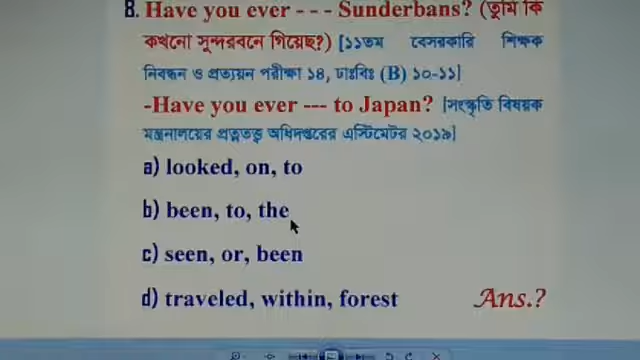 8. Have you ever - - - Sunderbans? (তুমি কি
কখনো সুন্দরবনে গিয়েছ?) [১১তম বেসরকারি শিক্ষক
নিবন্ধন ও প্রত্যয়ন পরীক্ষা ১৪, ঢাঃবিঃ (B) ১০-১১]
-Have you ever --- to Japan? [সংস্কৃতি বিষয়ক
মন্ত্রনালয়ের প্রত্নতত্ত্ব অধিদপ্তরের এস্টিমেটর ২০১৯]
a) looked, on, to
b) been, to, the
c) seen, or, been
d) traveled, within, forest Ans.?